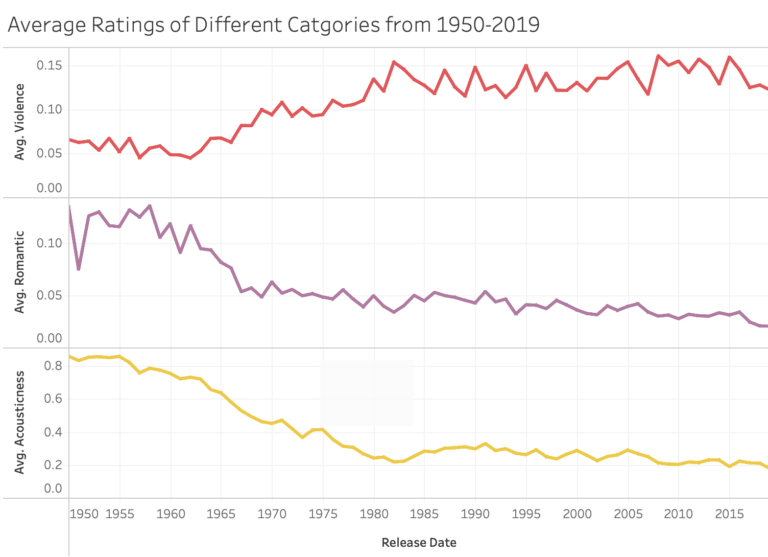 Average Ratings of Different Catgories from 1950-2019
Avg. Violence
0.15
0.10
0.05
0.00
Avg. Romantic
0.10
0.05
0.00
Avg. Acousticness
0.8
0.6
0.4
0.2
0.0
1950 1955 1960 1965 1970 1975 1980 1985 1990 1995 2000 2005 2010 2015
Release Date